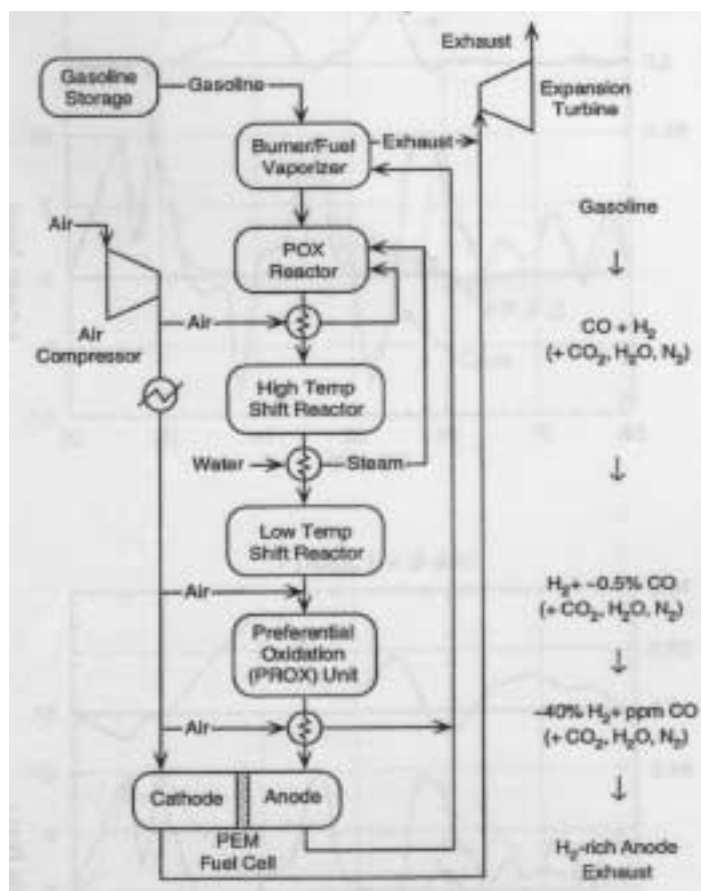 Exhaust
Gasoline
Storage
Gasoline
Expansion
Turbine
Burner/Fuel
Vaporizer
Exhaust
Gasoline
Air
POX
Reactor
Air
Air
Compressor
CO + H₂
(+ CO₂, H₂O, N₂)
High Temp
Shift Reactor
Water
Steam
Low Temp
Shift Reactor
Air
H₂+ ~0.5% CO
(+ CO₂, H₂O, N₂)
Preferential
Oxidation
(PROX) Unit
~40% H₂+ ppm CO
(+ CO₂, H₂O, N₂)
Air
Cathode
Anode
PEM
Fuel Cell
H₂-rich Anode
Exhaust